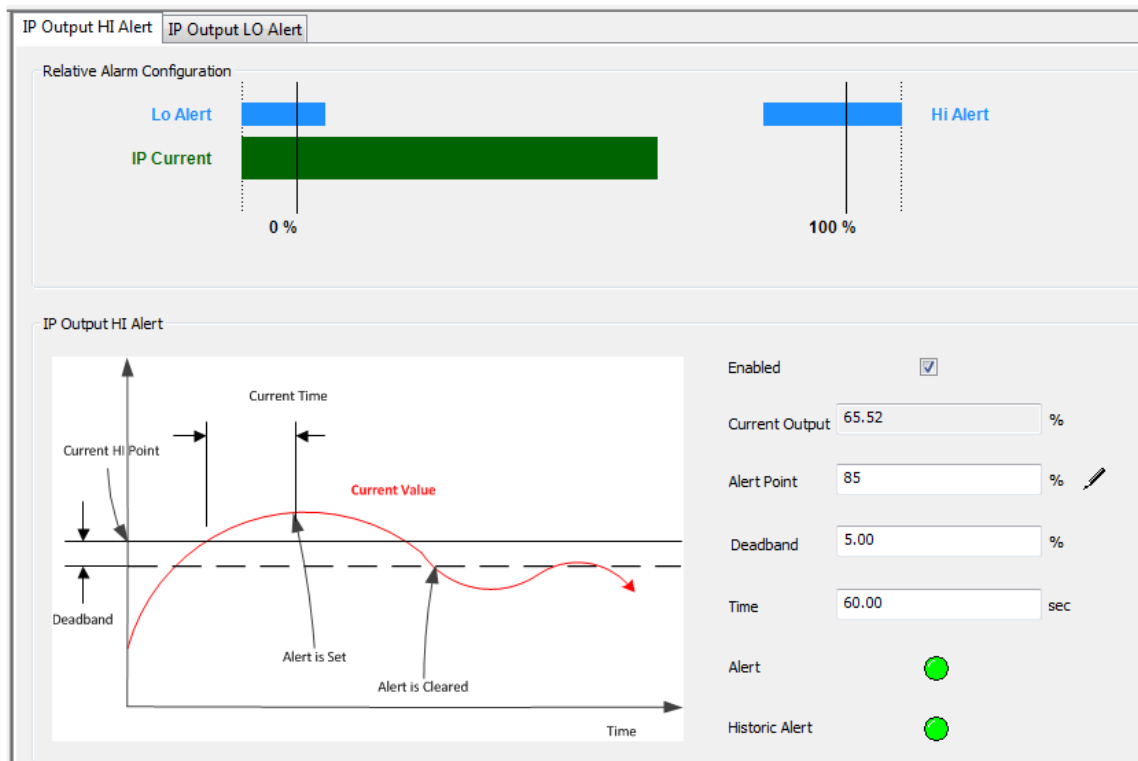 IP Output HI Alert
IP Output LO Alert
Relative Alarm Configuration
Lo Alert
Hi Alert
IP Current
0 %
100 %
IP Output HI Alert
Current Time
Current HI Point
Current Value
Deadband
Alert is Set
Alert is Cleared
Time
Enabled
Current Output 65.52 %
Alert Point 85 %
Deadband 5.00 %
Time 60.00 sec
Alert
Historic Alert